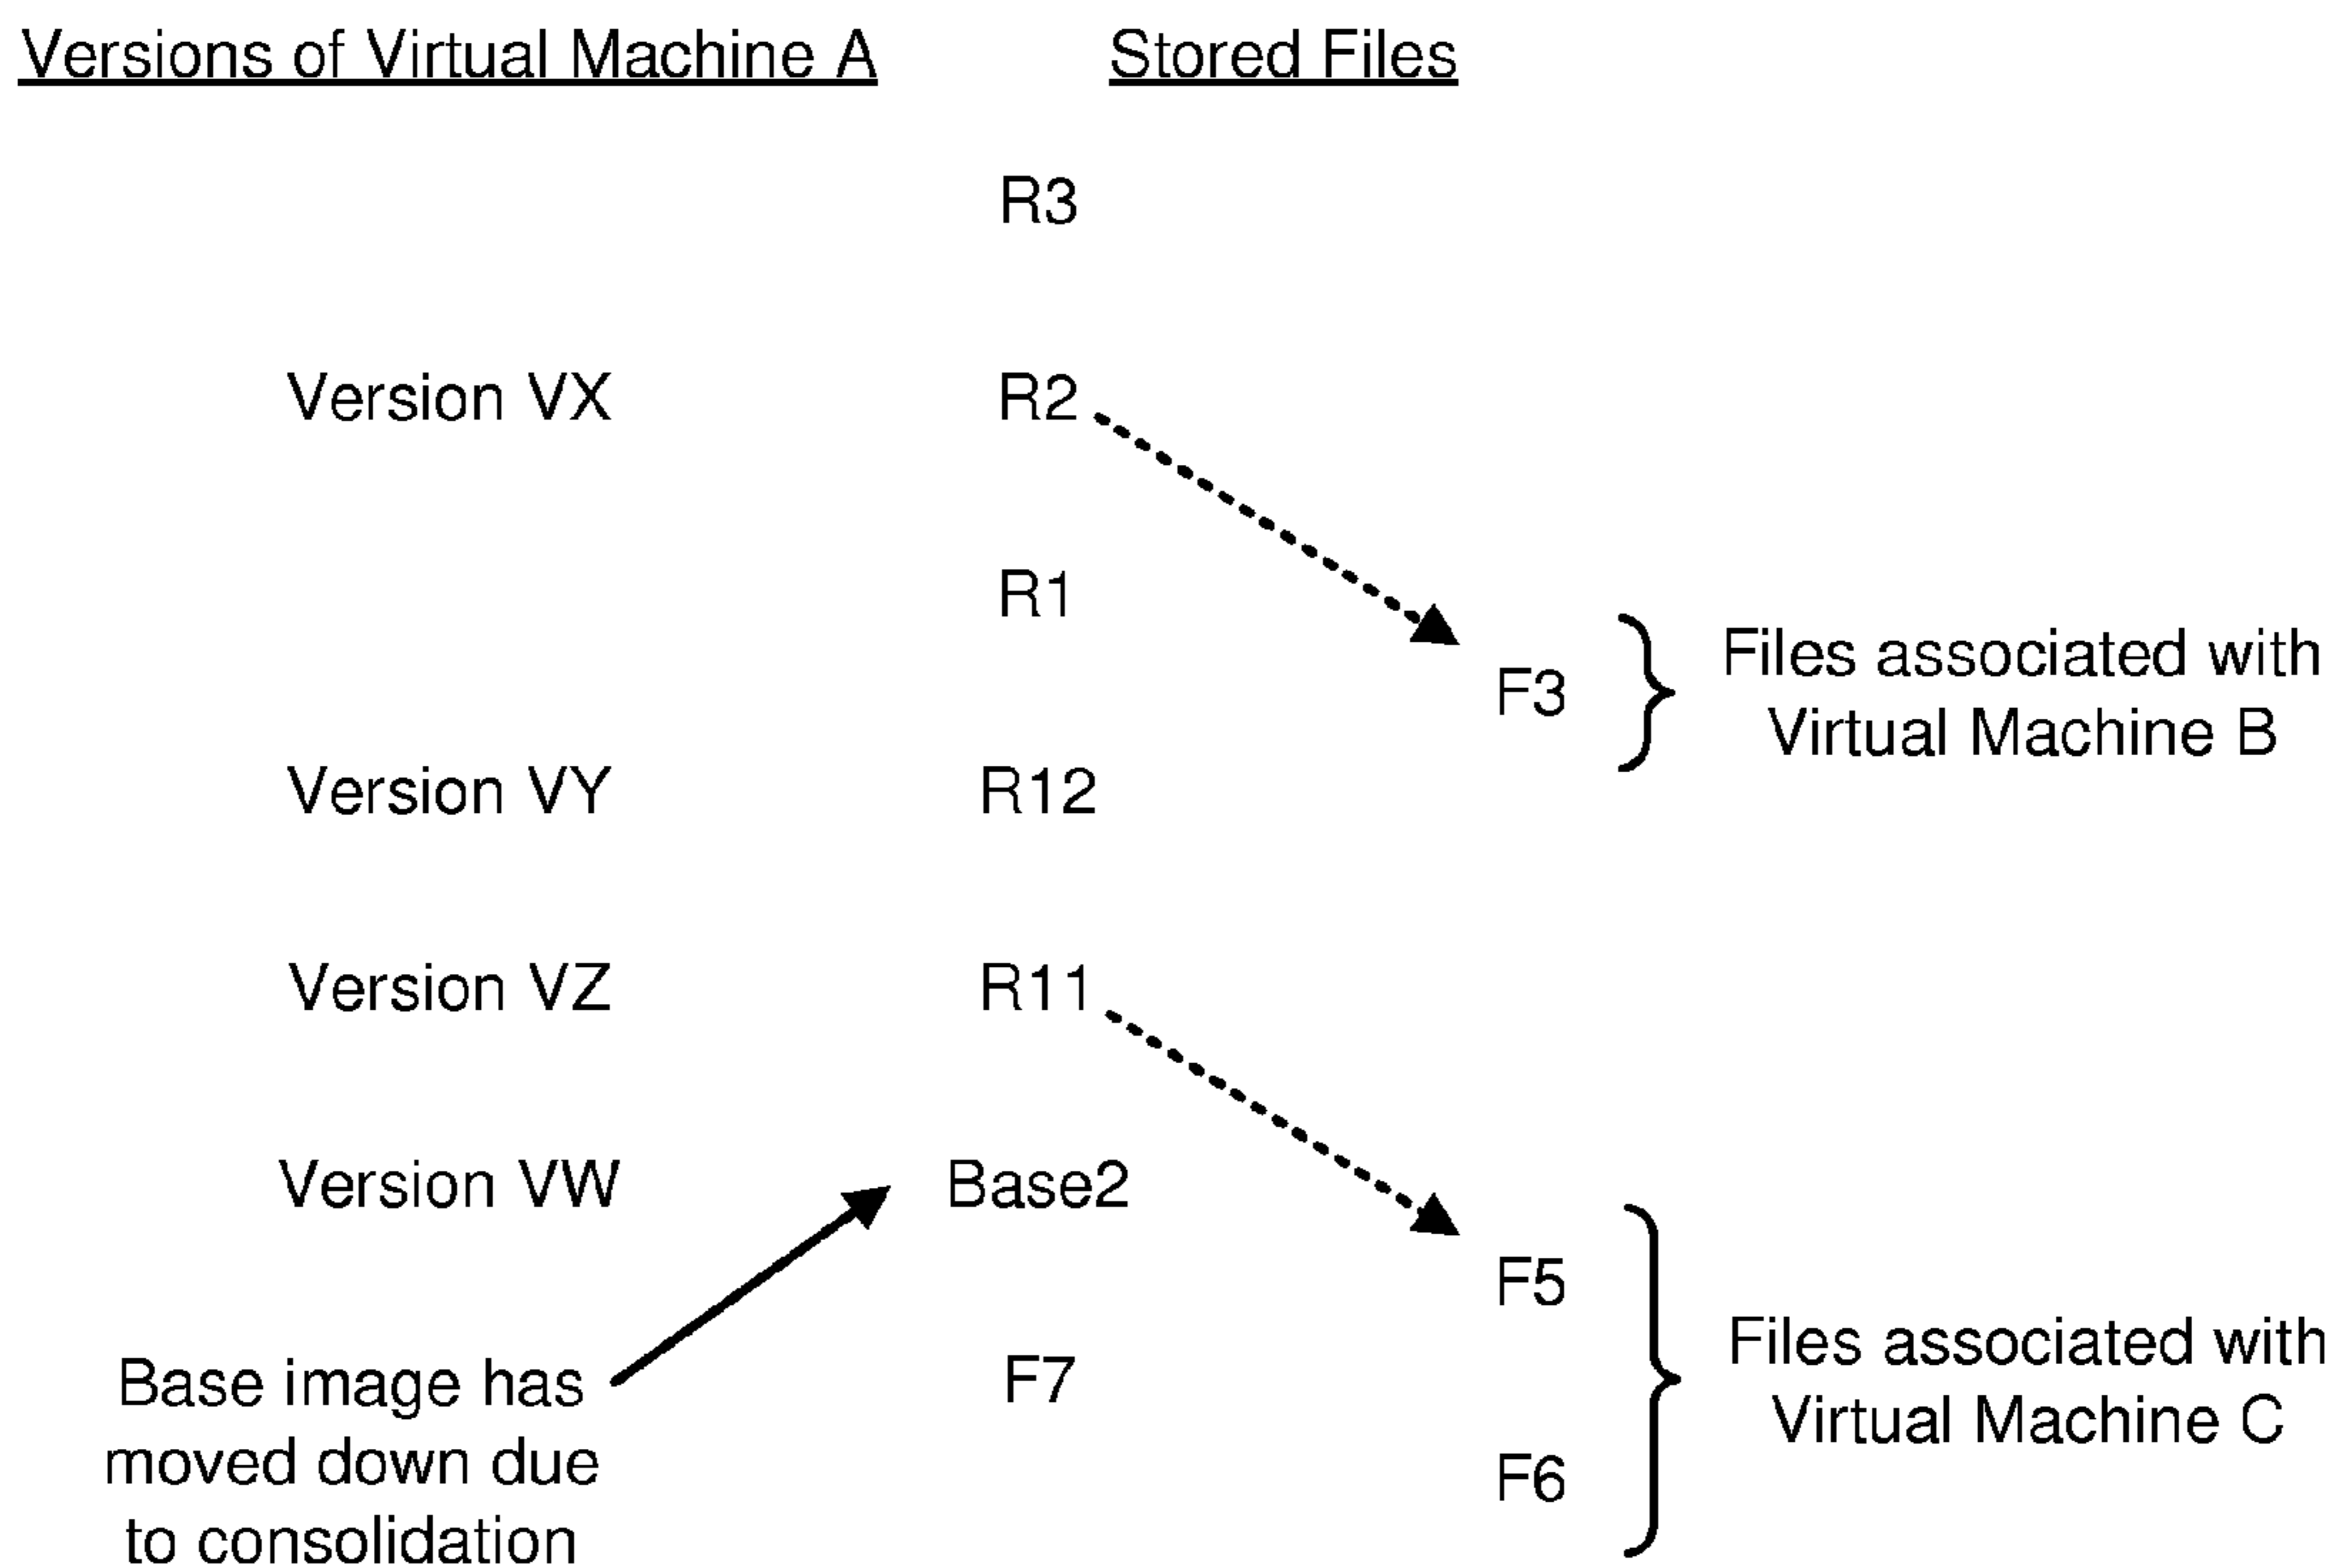 Versions of Virtual Machine A
Stored Files
R3
Version VX
R2
R1
F3
Files associated with
Virtual Machine B
Version VY
R12
Version VZ
R11
Version VW
Base2
F5
Base image has
moved down due
to consolidation
F7
F6
Files associated with
Virtual Machine C